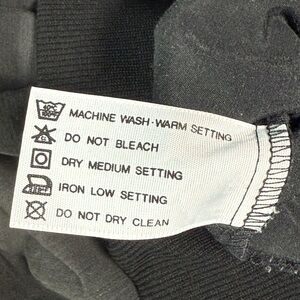 MACHINE WASH-WARM SETTING
DO NOT BLEACH
DRY MEDIUM SETTING
IRON LOW SETTING
DO NOT DRY CLEAN